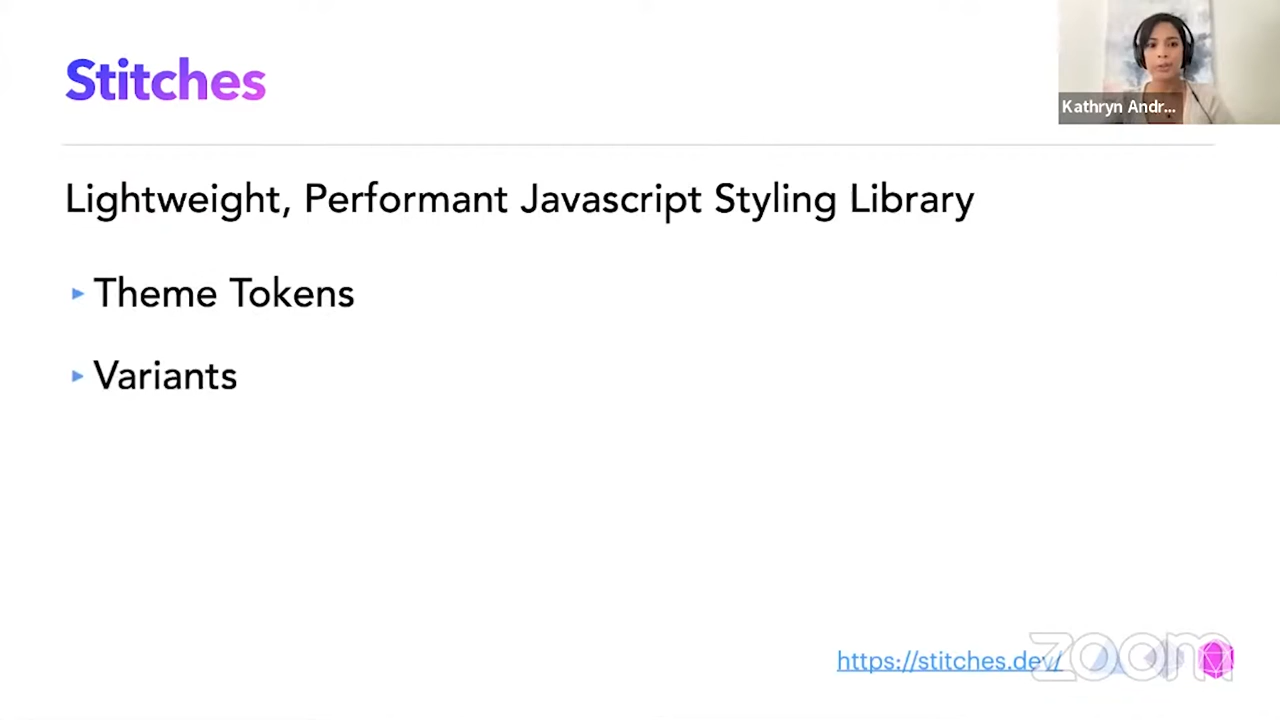 Stitches
Kathryn Andr...
Lightweight, Performant Javascript Styling Library
Theme Tokens
Variants
https://stitches.dev/
zoom